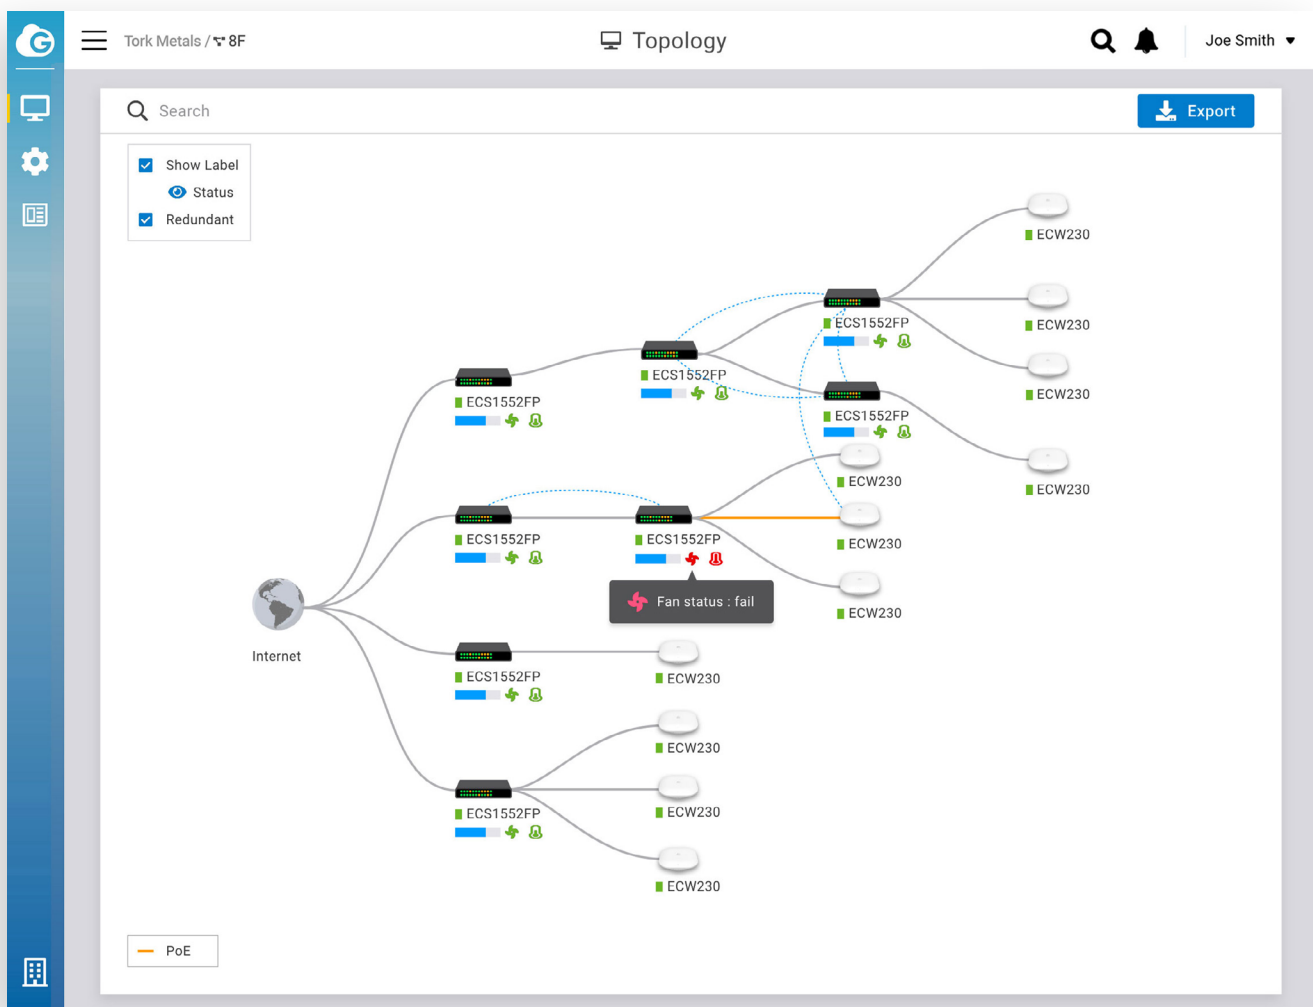 G
Tork Metals / 8F
Topology
Joe Smith
Search
Export
Show Label
Status
Redundant
ECW230
ECW230
ECS1552FP
ECS1552FP
ECW230
ECS1552FP
ECS1552FP
ECW230
ECW230
ECS1552FP
ECS1552FP
ECW230
Fan status : fail
ECW230
Internet
ECS1552FP
ECW230
ECW230
ECS1552FP
ECW230
ECW230
PoE